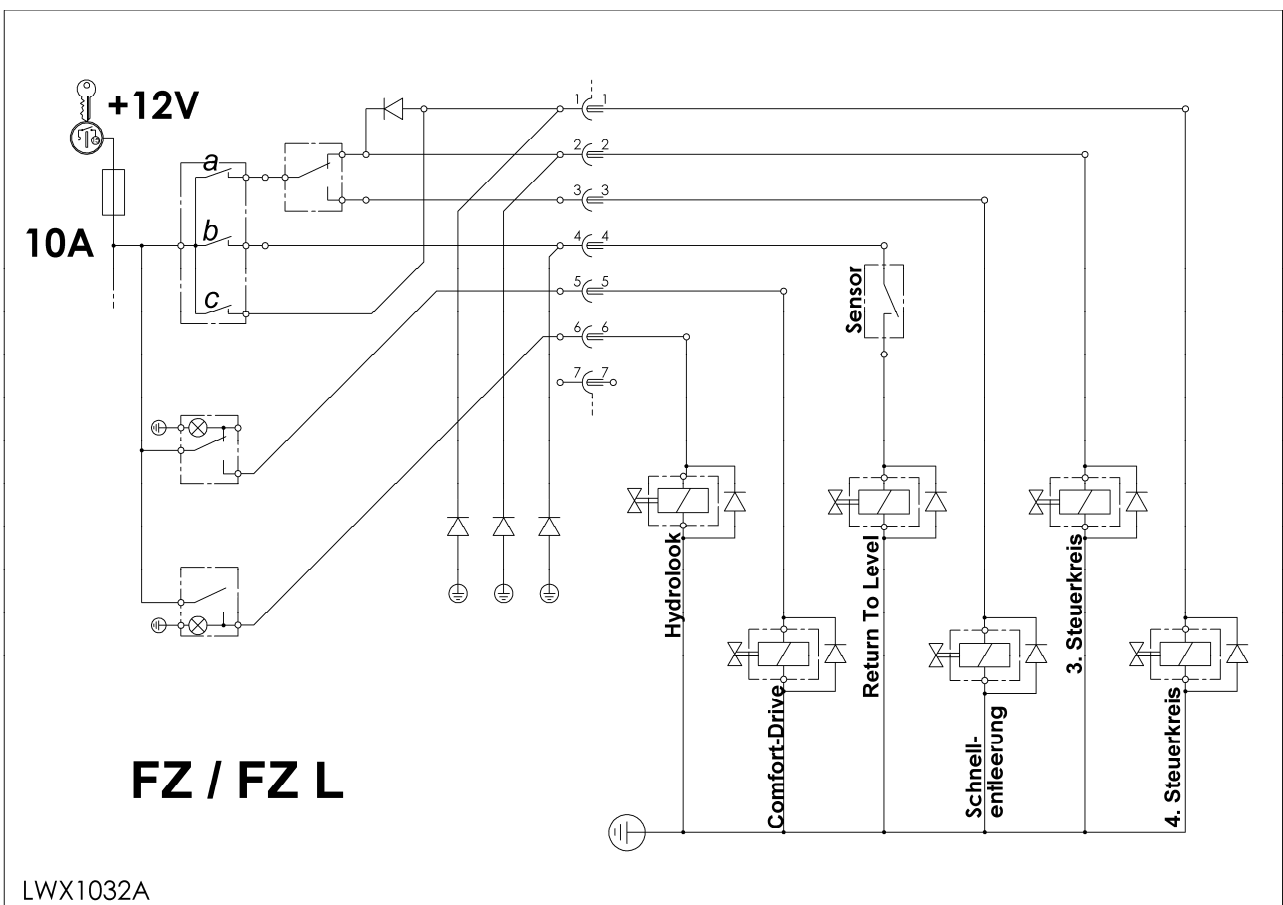 +12V
10A
a
b
c
1 1
2 2
3 3
4 4
5 5
6 6
7 7
Sensor
Hydrolook
Comfort-Drive
Return To Level
Schnell-
entleerung
3. Steuerkreis
4. Steuerkreis
FZ / FZ L
LWX1032A